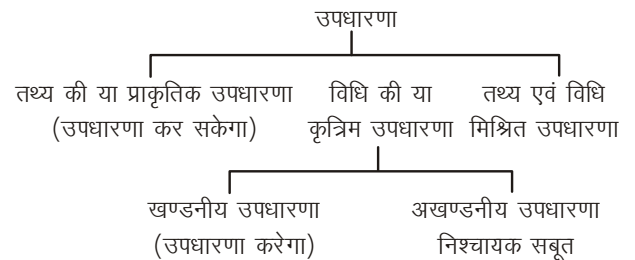 उपधारणा
तथ्य की या प्राकृतिक उपधारणा विधि की या तथ्य एवं विधि
(उपधारणा कर सकेगा) कृत्रिम उपधारणा मिश्रित उपधारणा
खण्डनीय उपधारणा अखण्डनीय उपधारणा
(उपधारणा करेगा) निश्चायक सबूत